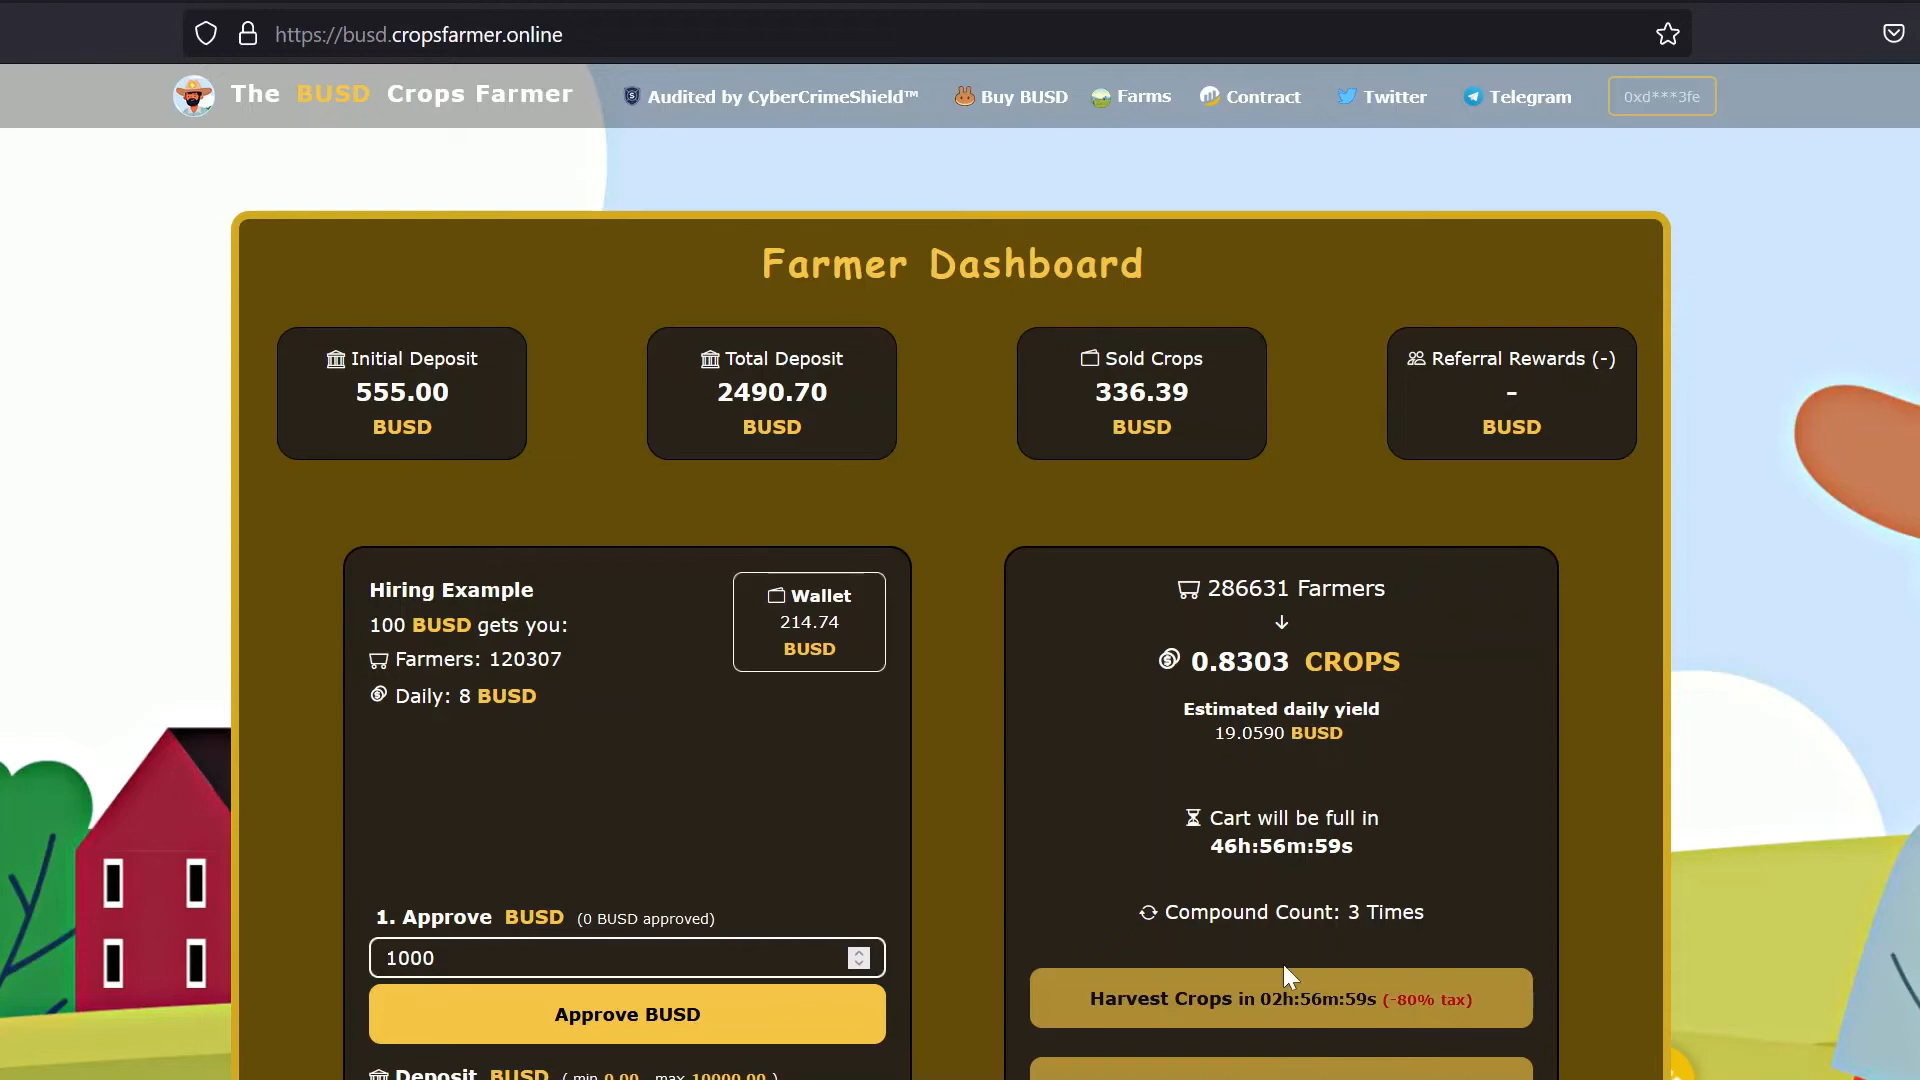 https://busd.cropsfarmer.online
The BUSD Crops Farmer
Audited by CyberCrimeShield™
Buy BUSD
Farms
Contract
Twitter
Telegram
0xd***3fe
Farmer Dashboard
Initial Deposit
555.00
BUSD
Total Deposit
2490.70
BUSD
Sold Crops
336.39
BUSD
Referral Rewards (-)
-
BUSD
Hiring Example
100 BUSD gets you:
Farmers: 120307
Daily: 8 BUSD
Wallet
214.74
BUSD
1. Approve BUSD (0 BUSD approved)
1000
Approve BUSD
Deposit BUSD ( min 0.00 max 10000.00 )
286631 Farmers
↓
0.8303 CROPS
Estimated daily yield
19.0590 BUSD
Cart will be full in
46h:56m:59s
Compound Count: 3 Times
Harvest Crops in 02h:56m:59s (-80% tax)